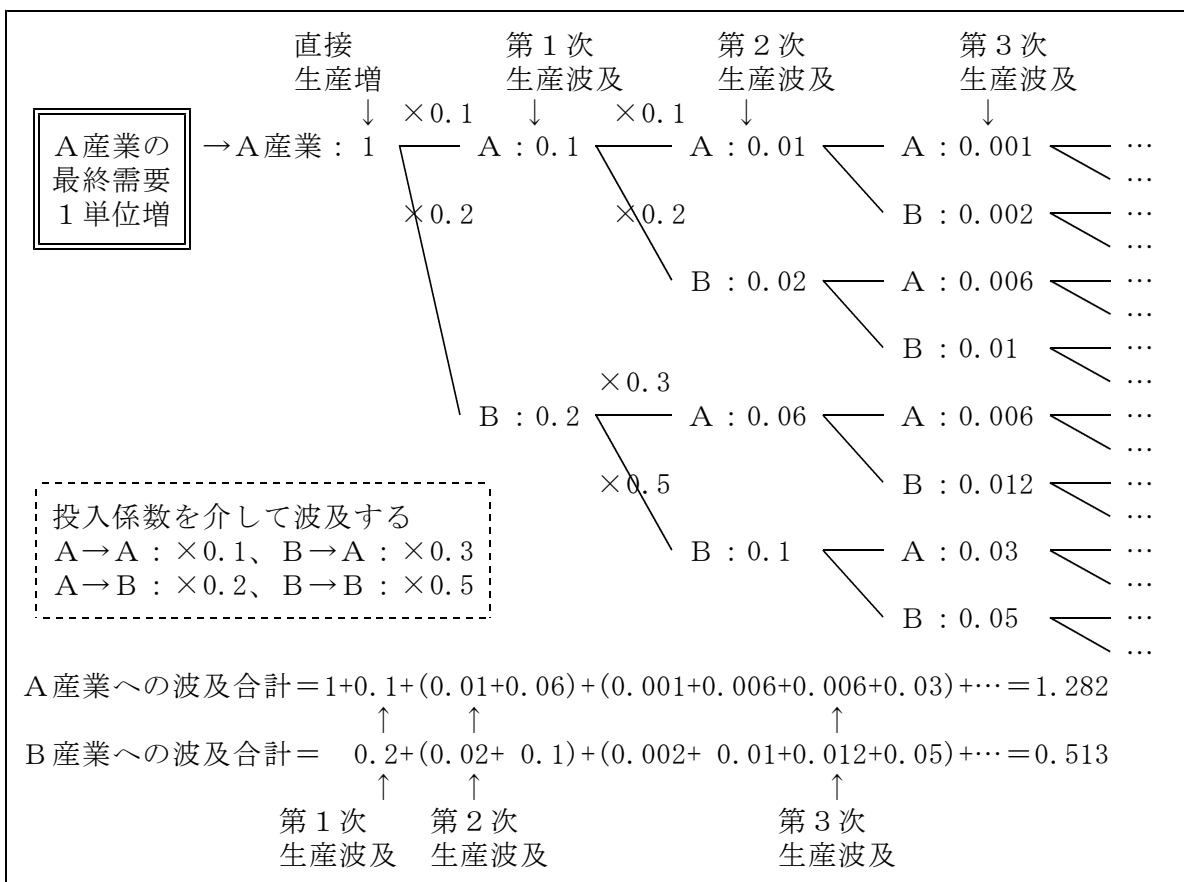 直接 第1次 第2次 第3次
生産増 生産波及 生産波及 生産波及
↓ ×0.1 ↓ ×0.1 ↓ ↓
A産業の
最終需要
1単位増
→A産業:1 A:0.1 A:0.01 A:0.001 …
…
×0.2 ×0.2 B:0.002 …
…
B:0.02 A:0.006 …
…
B:0.01 …
…
×0.3
B:0.2 A:0.06 A:0.006 …
…
×0.5 B:0.012 …
…
B:0.1 A:0.03 …
…
B:0.05 …
…
投入係数を介して波及する
A→A:×0.1、B→A:×0.3
A→B:×0.2、B→B:×0.5
A産業への波及合計=1+0.1+(0.01+0.06)+(0.001+0.006+0.006+0.03)+…=1.282
↑ ↑ ↑
B産業への波及合計= 0.2+(0.02+ 0.1)+(0.002+ 0.01+0.012+0.05)+…=0.513
↑ ↑ ↑
第1次 第2次 第3次
生産波及 生産波及 生産波及